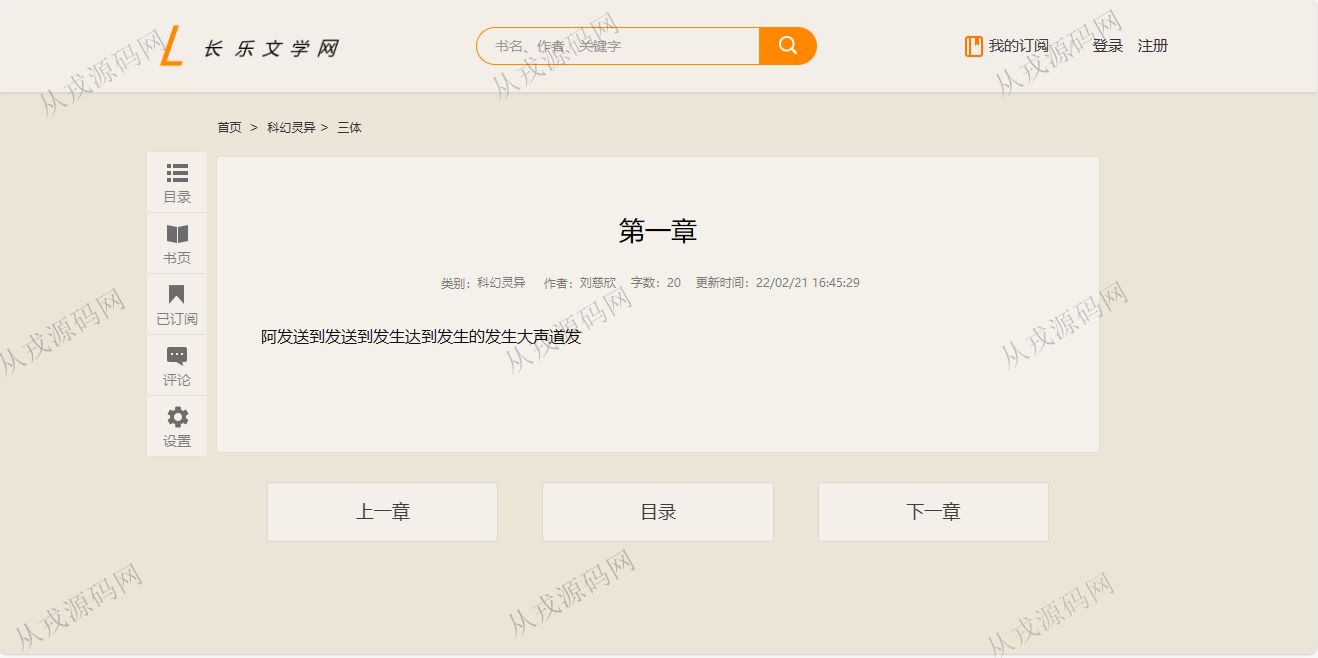 长乐文学网
书名、作者、关键字
我的订阅 登录 注册
首页 > 科幻灵异 > 三体
目录
书页
已订阅
评论
设置
第一章
类别：科幻灵异 作者：刘慈欣 字数：20 更新时间：22/02/21 16:45:29
阿发送到发送到发生达到发生的发生大声道发
上一章 目录 下一章
从戎源码网
从戎源码网
从戎源码网
从戎源码网
从戎源码网
从戎源码网
从戎源码网
从戎源码网
从戎源码网